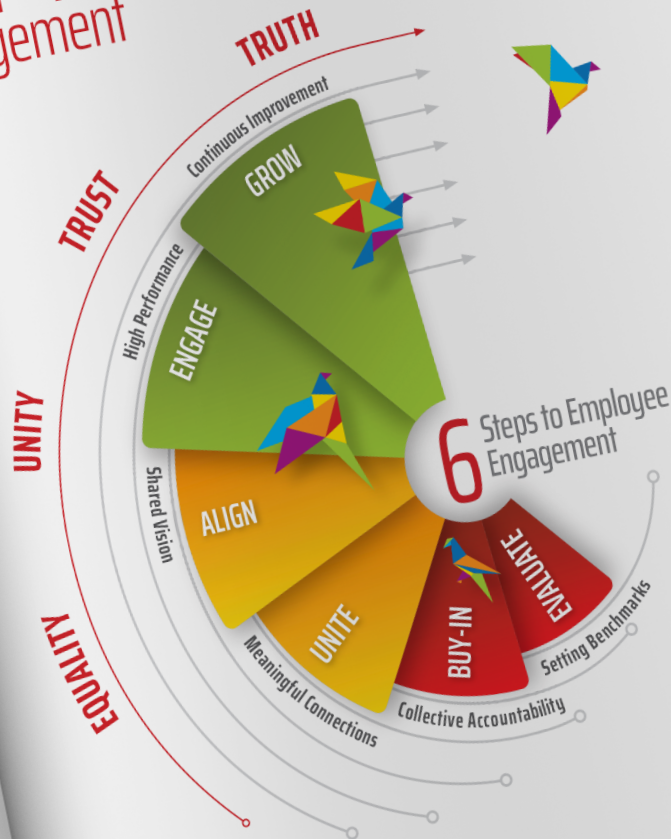 gement
TRUTH
TRUST
UNITY
EQUALITY
Continuous Improvement
GROW
High Performance
ENGAGE
Shared Vision
ALIGN
Meaningful Connections
UNITE
Collective Accountability
BUY-IN
Setting Benchmarks
EVALUATE
6
Steps to Employee
Engagement